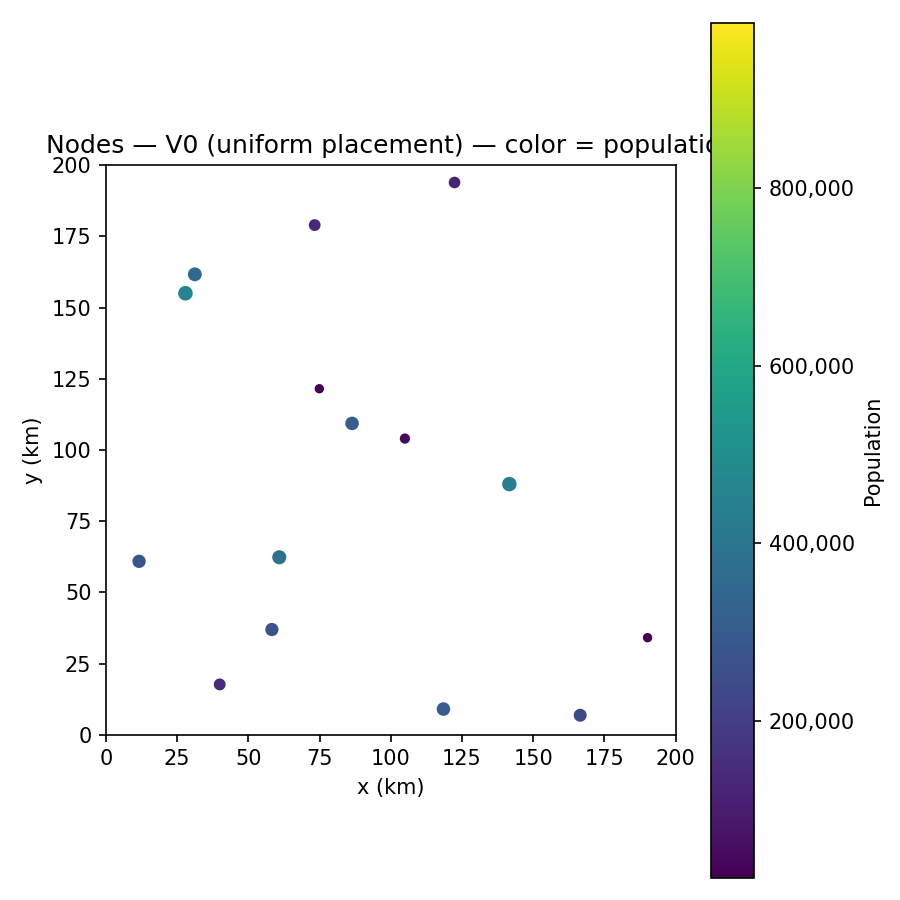 Nodes — V0 (uniform placement) — color = populatio
200
175
150
125
100
75
50
25
0
y (km)
0 25 50 75 100 125 150 175 200
x (km)
800,000
600,000
400,000
200,000
Population